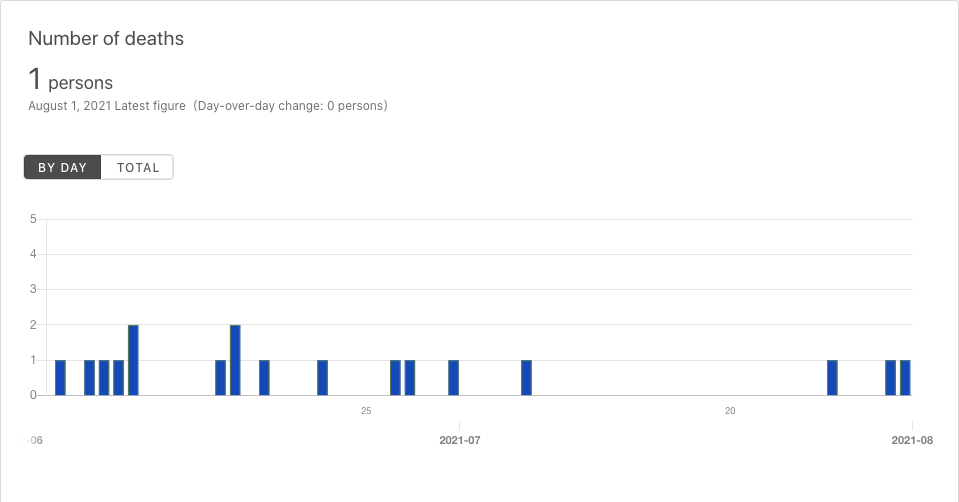 Number of deaths
1 persons
August 1, 2021 Latest figure (Day-over-day change: 0 persons)
BY DAY TOTAL
5
4
3
2
1
0
25 20
-06 2021-07 2021-08